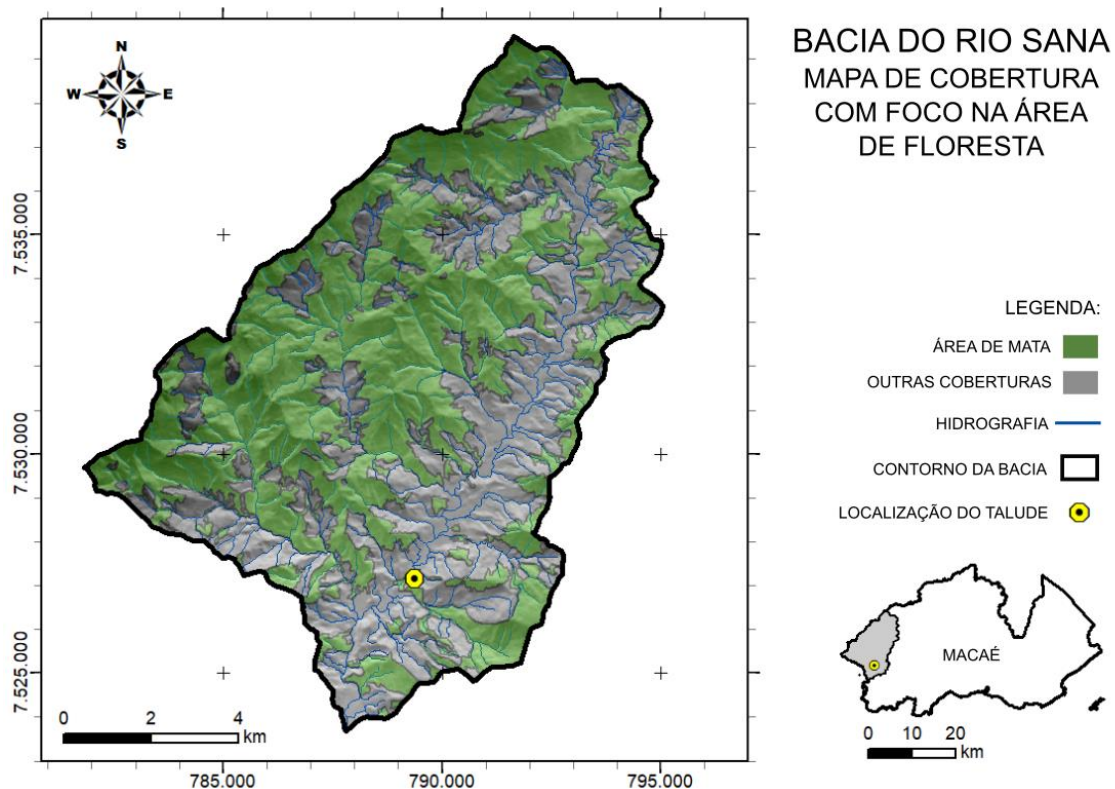 BACIA DO RIO SANA
MAPA DE COBERTURA
COM FOCO NA ÁREA
DE FLORESTA
N
W
E
S
7.535.000
7.530.000
7.525.000
0 2 4
km
785.000 790.000 795.000
LEGENDA:
ÁREA DE MATA
OUTRAS COBERTURAS
HIDROGRAFIA
CONTORNO DA BACIA
LOCALIZAÇÃO DO TALUDE
MACAÉ
0 10 20
km